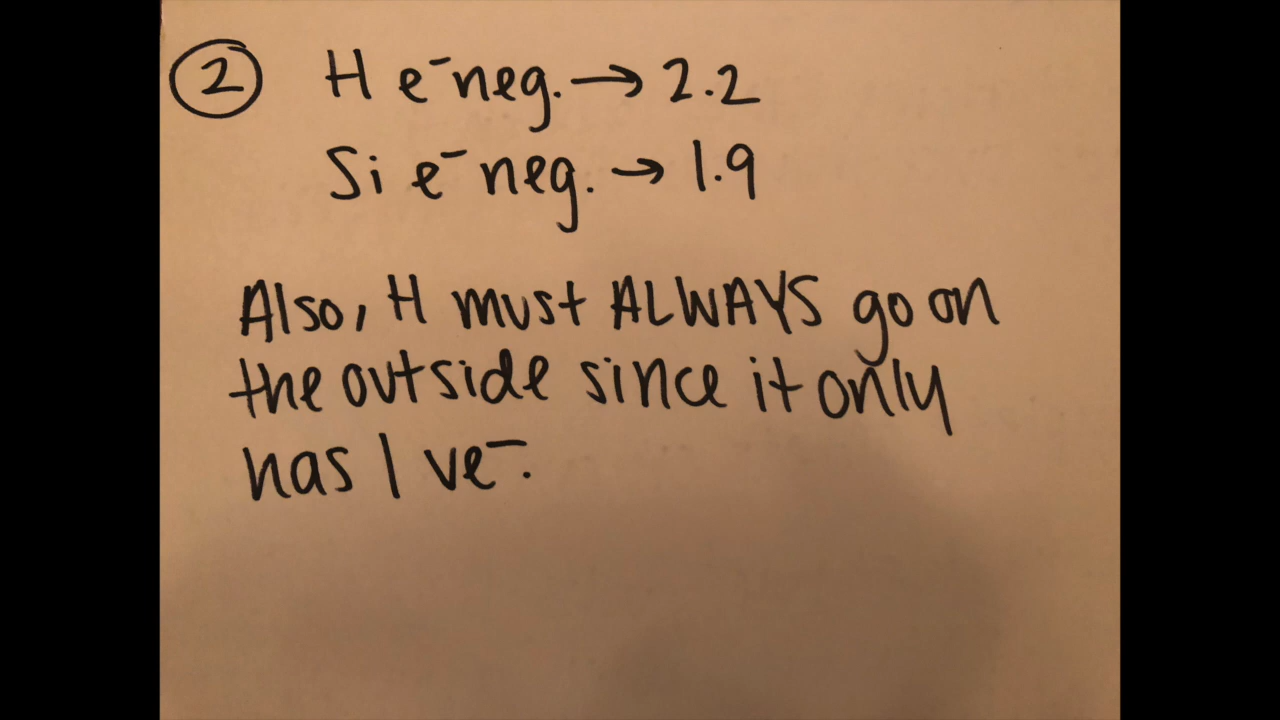 2 H e⁻neg. → 2.2
Si e⁻ neg. → 1.9
Also, H must ALWAYS go on
the outside since it only
has 1 ve⁻.